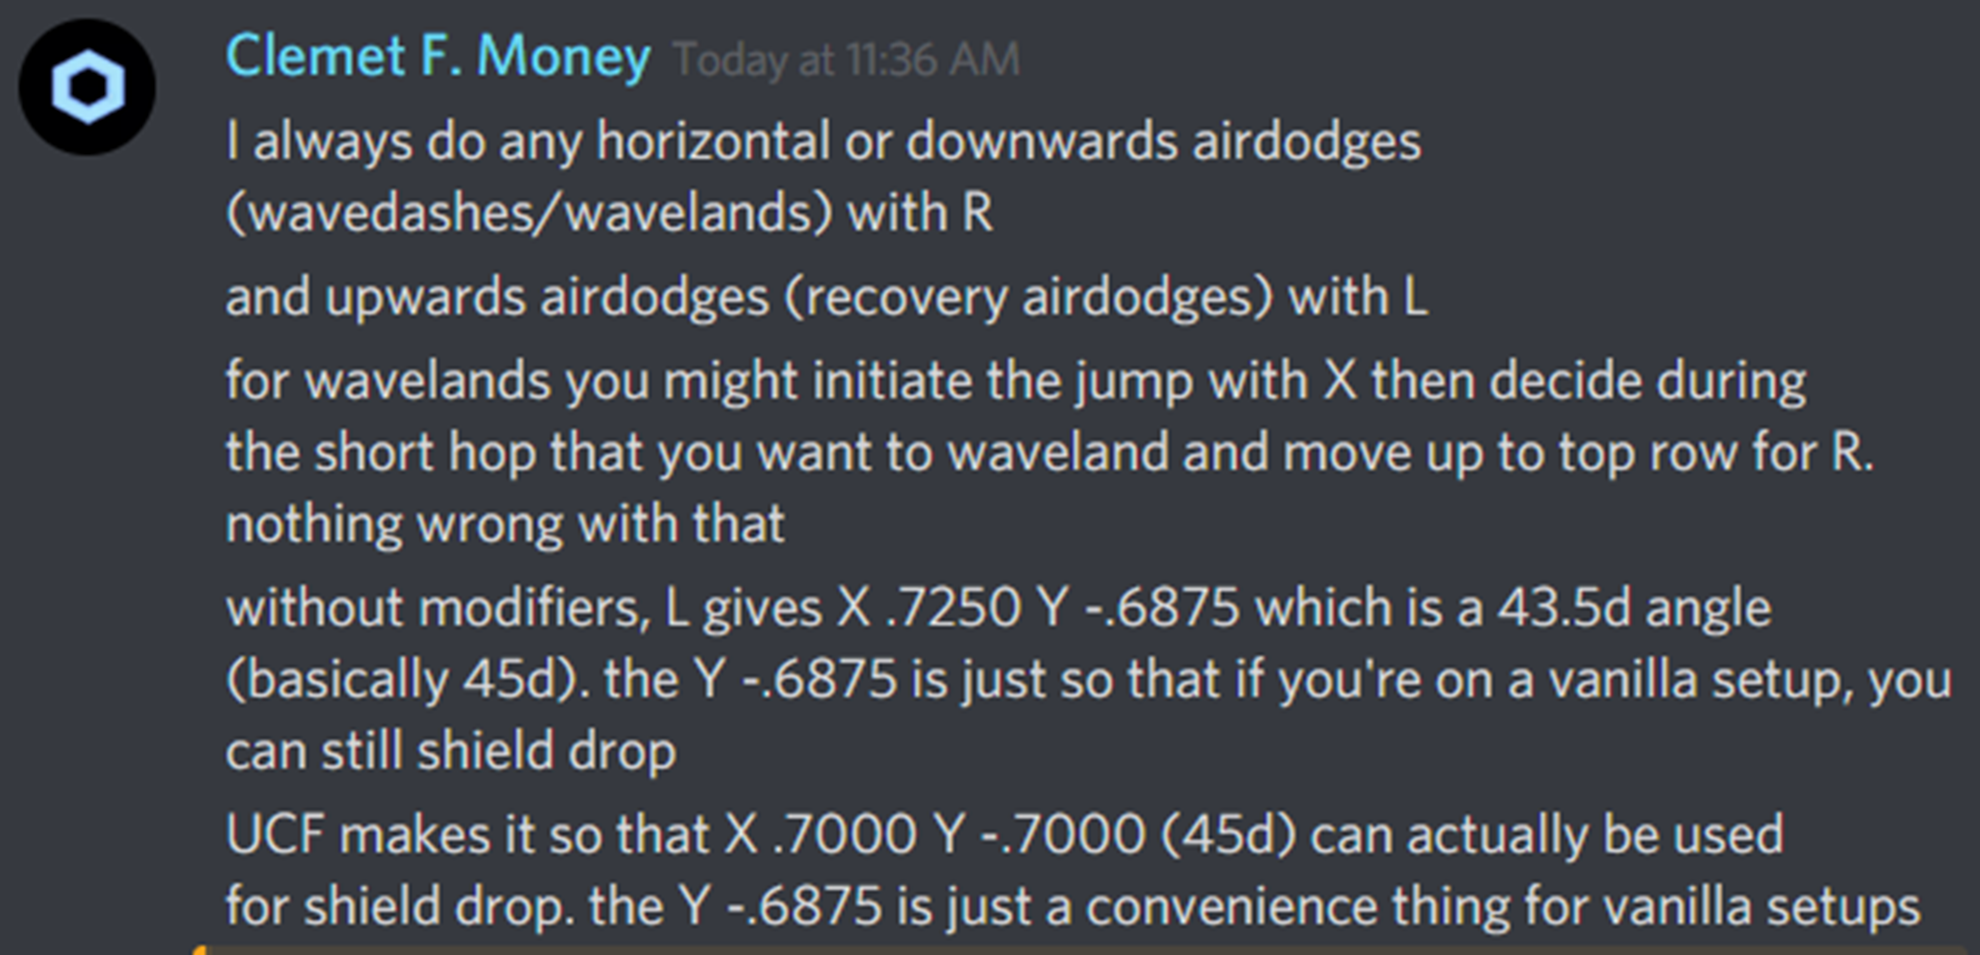 Clemet F. Money Today at 11:36 AM
I always do any horizontal or downwards airdodges
(wavedashes/wavelands) with R
and upwards airdodges (recovery airdodges) with L
for wavelands you might initiate the jump with X then decide during
the short hop that you want to waveland and move up to top row for R.
nothing wrong with that
without modifiers, L gives X .7250 Y -.6875 which is a 43.5d angle
(basically 45d). the Y -.6875 is just so that if you're on a vanilla setup, you
can still shield drop
UCF makes it so that X .7000 Y -.7000 (45d) can actually be used
for shield drop. the Y -.6875 is just a convenience thing for vanilla setups